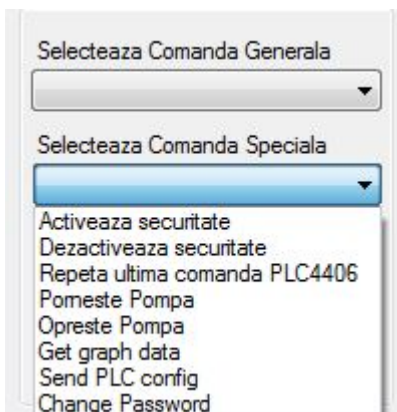 Selecteaza Comanda Generala
Selecteaza Comanda Speciala
Activeaza securitate
Dezactiveaza securitate
Repeta ultima comanda PLC4406
Porneste Pompa
Opreste Pompa
Get graph data
Send PLC config
Change Password